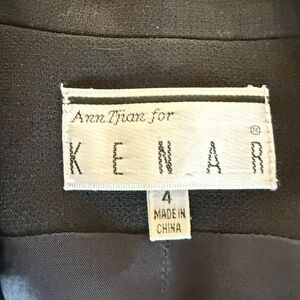 Ann Tjian for
KENAR®
4
MADE IN
CHINA